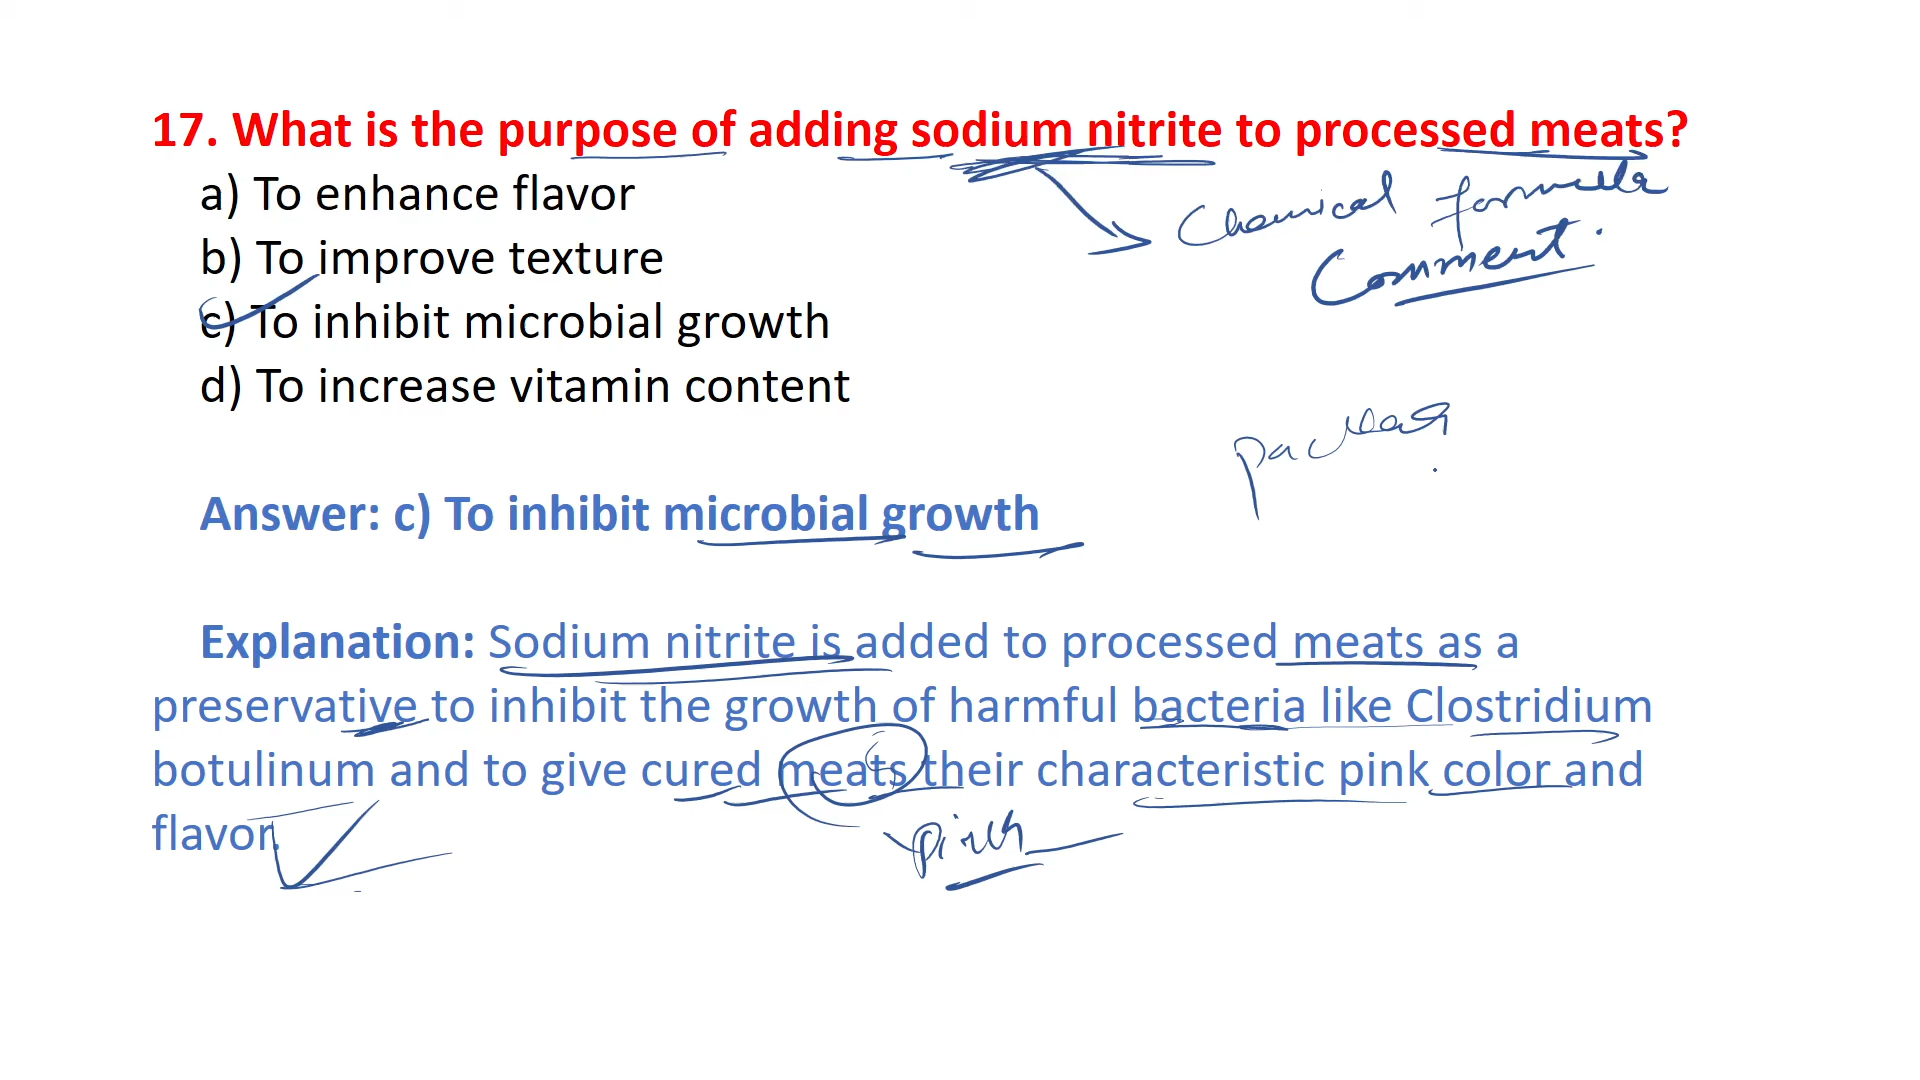 17. What is the purpose of adding sodium nitrite to processed meats?
a) To enhance flavor
Chemical formula
b) To improve texture
Comment.
c) To inhibit microbial growth
d) To increase vitamin content
Answer: c) To inhibit microbial growth
Explanation: Sodium nitrite is added to processed meats as a
preservative to inhibit the growth of harmful bacteria like Clostridium
botulinum and to give cured meats their characteristic pink color and
flavor.
pink